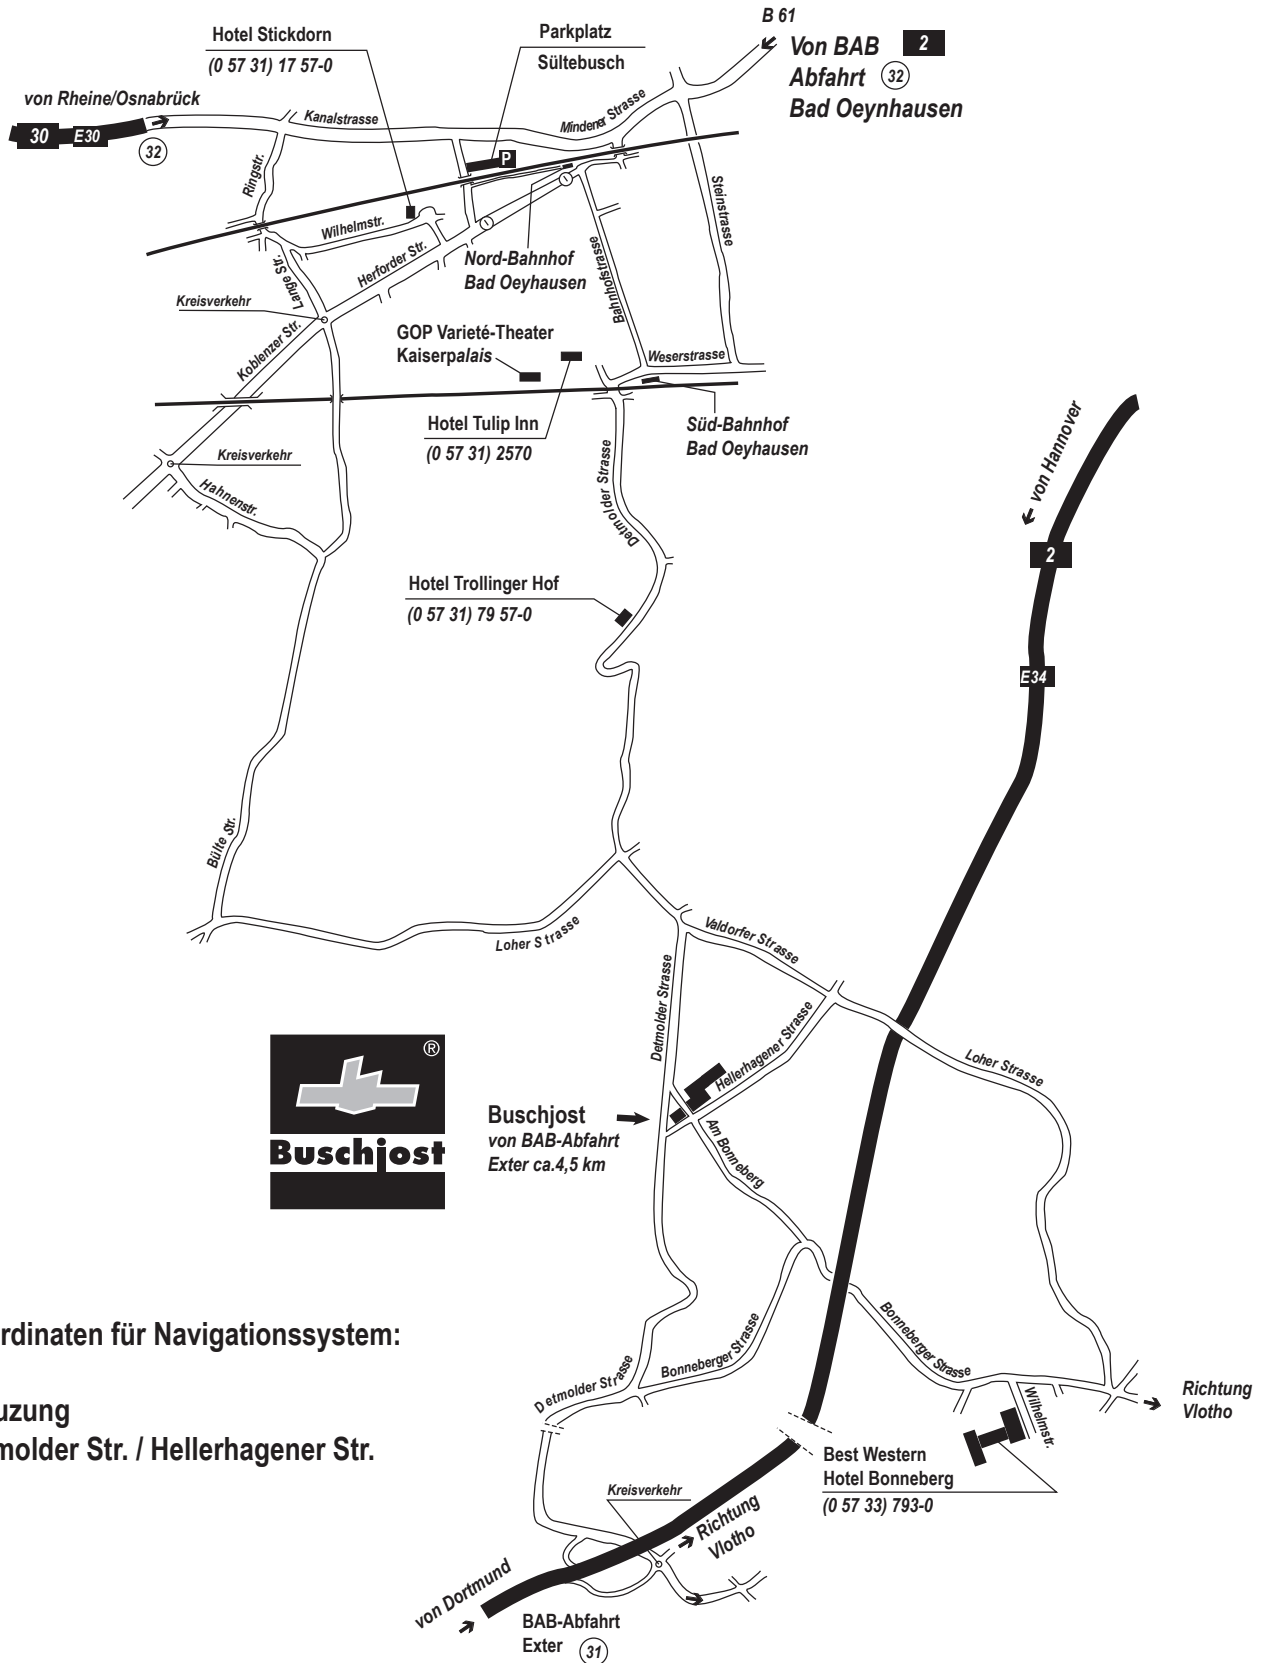 B 61
Hotel Stickdorn
(0 57 31) 17 57-0
Parkplatz
Sültebusch
Von BAB 2
Abfahrt 32
Bad Oeynhausen
von Rheine/Osnabrück
30 E30
32
Kanalstrasse
Mindener Strasse
P
Ringstr.
Steinstrasse
Wilhelmstr.
Herforder Str.
Nord-Bahnhof
Bad Oeyhausen
Bahnhofstrasse
Lange Str.
Kreisverkehr
Koblenzer Str.
GOP Varieté-Theater
Kaiserpalais
Weserstrasse
Hotel Tulip Inn
(0 57 31) 2570
Süd-Bahnhof
Bad Oeyhausen
Kreisverkehr
Hahnenstr.
Detmolder Strasse
von Hannover
2
Hotel Trollinger Hof
(0 57 31) 79 57-0
E34
Bülte Str.
Loher Strasse
Valdorfer Strasse
Detmolder Strasse
Hellerhagener Strasse
Loher Strasse
®
Buschjost
Buschjost
von BAB-Abfahrt
Exter ca.4,5 km
Am Bonneberg
rdinaten für Navigationssystem:
Bonneberger Strasse
Bonneberger Strasse
Detmolder Strasse
uzung
molder Str. / Hellerhagener Str.
Wilhelmstr.
Richtung
Vlotho
Best Western
Hotel Bonneberg
(0 57 33) 793-0
Kreisverkehr
Richtung
Vlotho
von Dortmund
BAB-Abfahrt
Exter 31